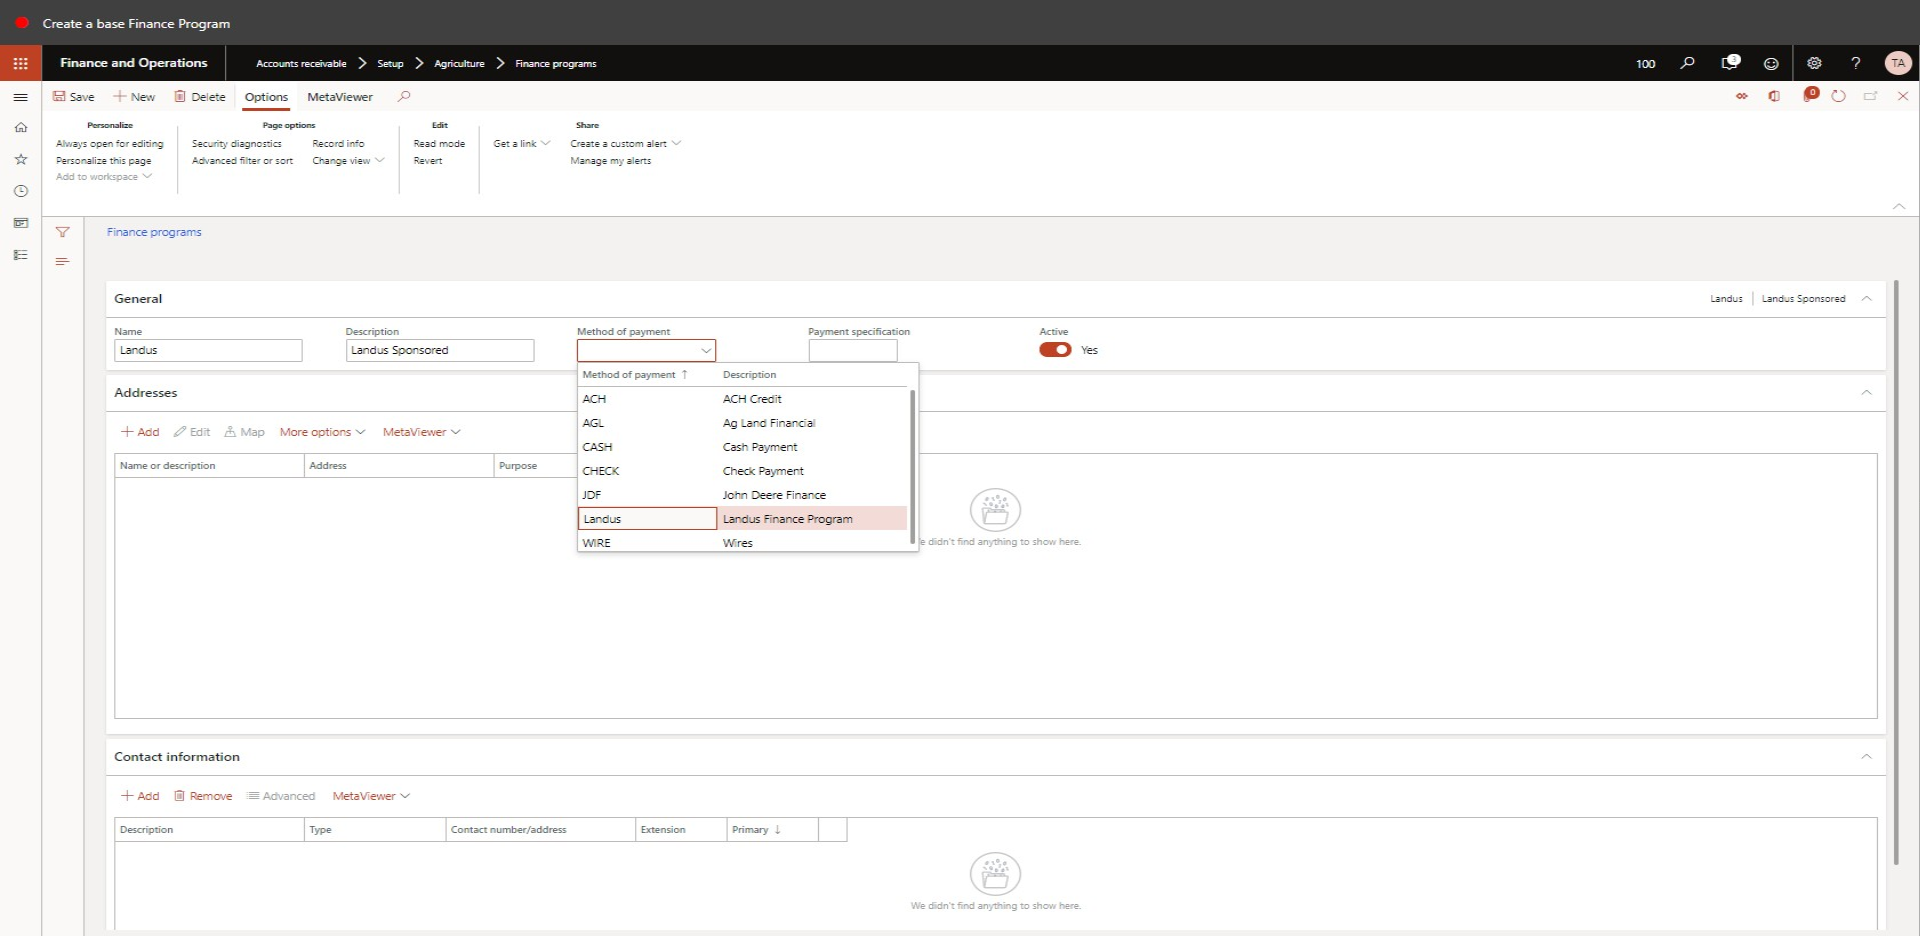 Create a base Finance Program
Finance and Operations
Accounts receivable
Setup
Agriculture
Finance programs
100
3
?
TA
Save
New
Delete
Options
MetaViewer
0
Personalize
Always open for editing
Personalize this page
Add to workspace
Page options
Security diagnostics
Advanced filter or sort
Record info
Change view
Edit
Read mode
Revert
Share
Get a link
Create a custom alert
Manage my alerts
Finance programs
General
Landus
Landus Sponsored
Name
Landus
Description
Landus Sponsored
Method of payment
Payment specification
Active
Yes
Method of payment ↑ Description
ACH ACH Credit
AGL Ag Land Financial
CASH Cash Payment
CHECK Check Payment
JDF John Deere Finance
Landus Landus Finance Program
WIRE Wires
Addresses
Add
Edit
Map
More options
MetaViewer
Name or description Address Purpose
didn't find anything to show here.
Contact information
Add
Remove
Advanced
MetaViewer
Description Type Contact number/address Extension Primary ↓
We didn't find anything to show here.